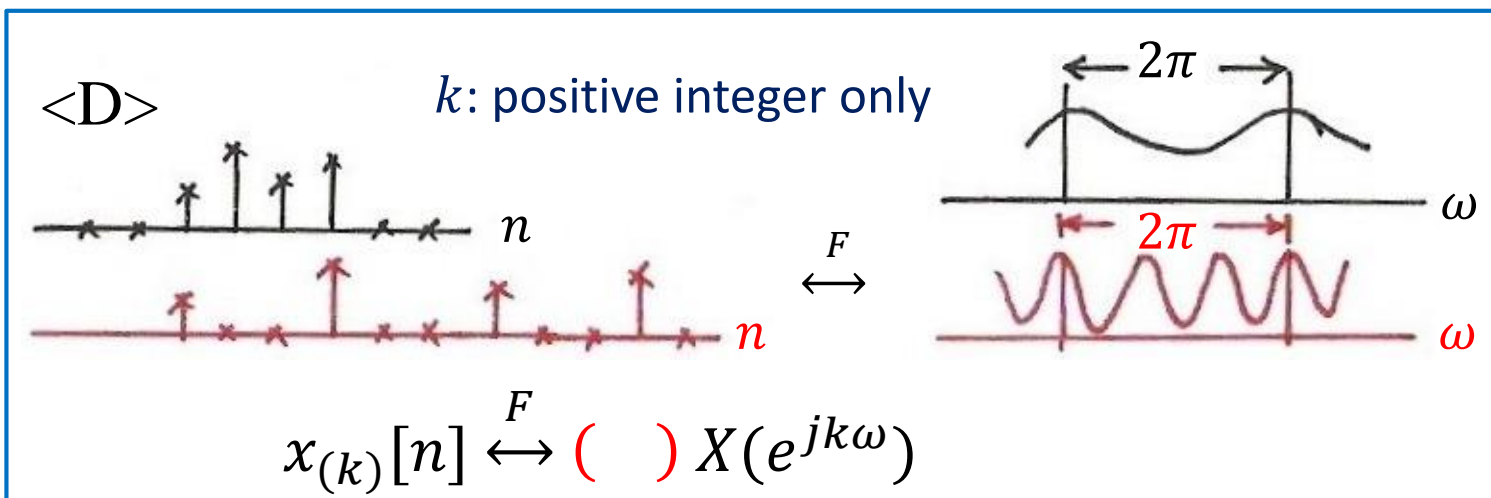 <D>
k: positive integer only
2π
n
ω
2π
F
n
ω
F
x₍ₖ₎[n] ↔ ( ) X(e^{jkω})